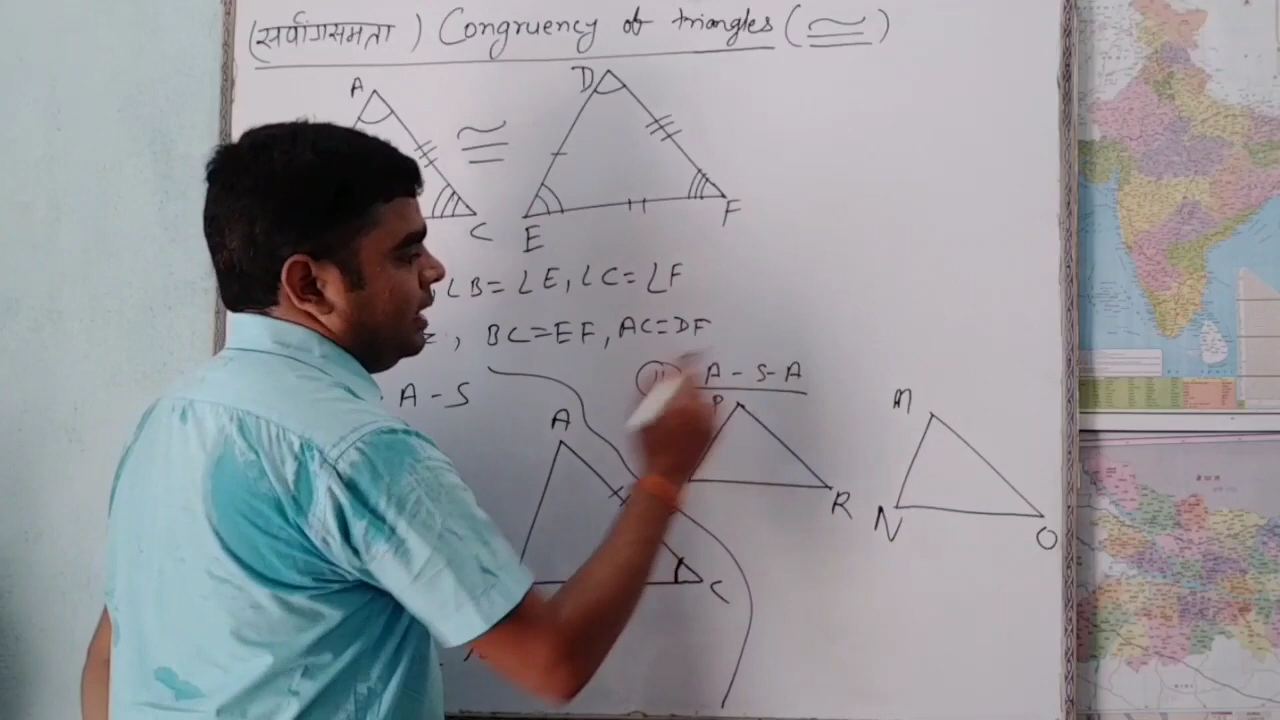 (सर्वांगसमता) Congruency of triangles (≅)
A D
≅
C E F
∠B = ∠E, ∠C = ∠F
, BC = EF, AC = DF
A - S
A - S - A
A P M
R N O
C